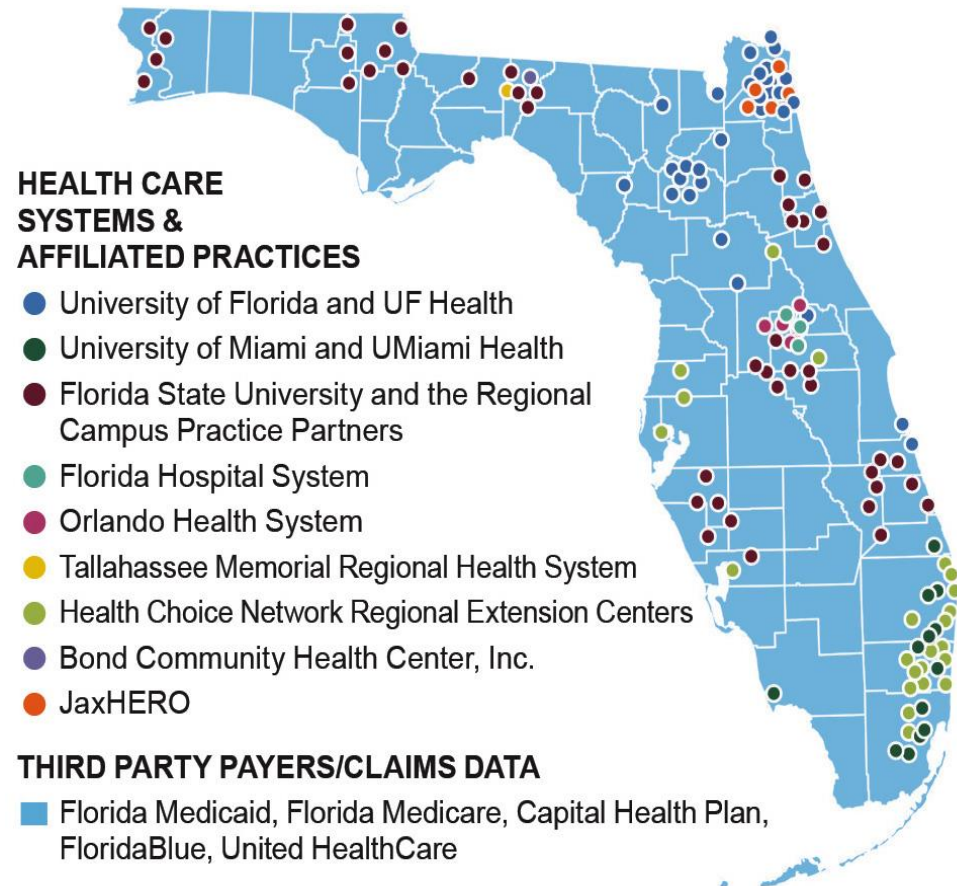 HEALTH CARE
SYSTEMS &
AFFILIATED PRACTICES
University of Florida and UF Health
University of Miami and UMiami Health
Florida State University and the Regional
Campus Practice Partners
Florida Hospital System
Orlando Health System
Tallahassee Memorial Regional Health System
Health Choice Network Regional Extension Centers
Bond Community Health Center, Inc.
JaxHERO
THIRD PARTY PAYERS/CLAIMS DATA
Florida Medicaid, Florida Medicare, Capital Health Plan,
FloridaBlue, United HealthCare